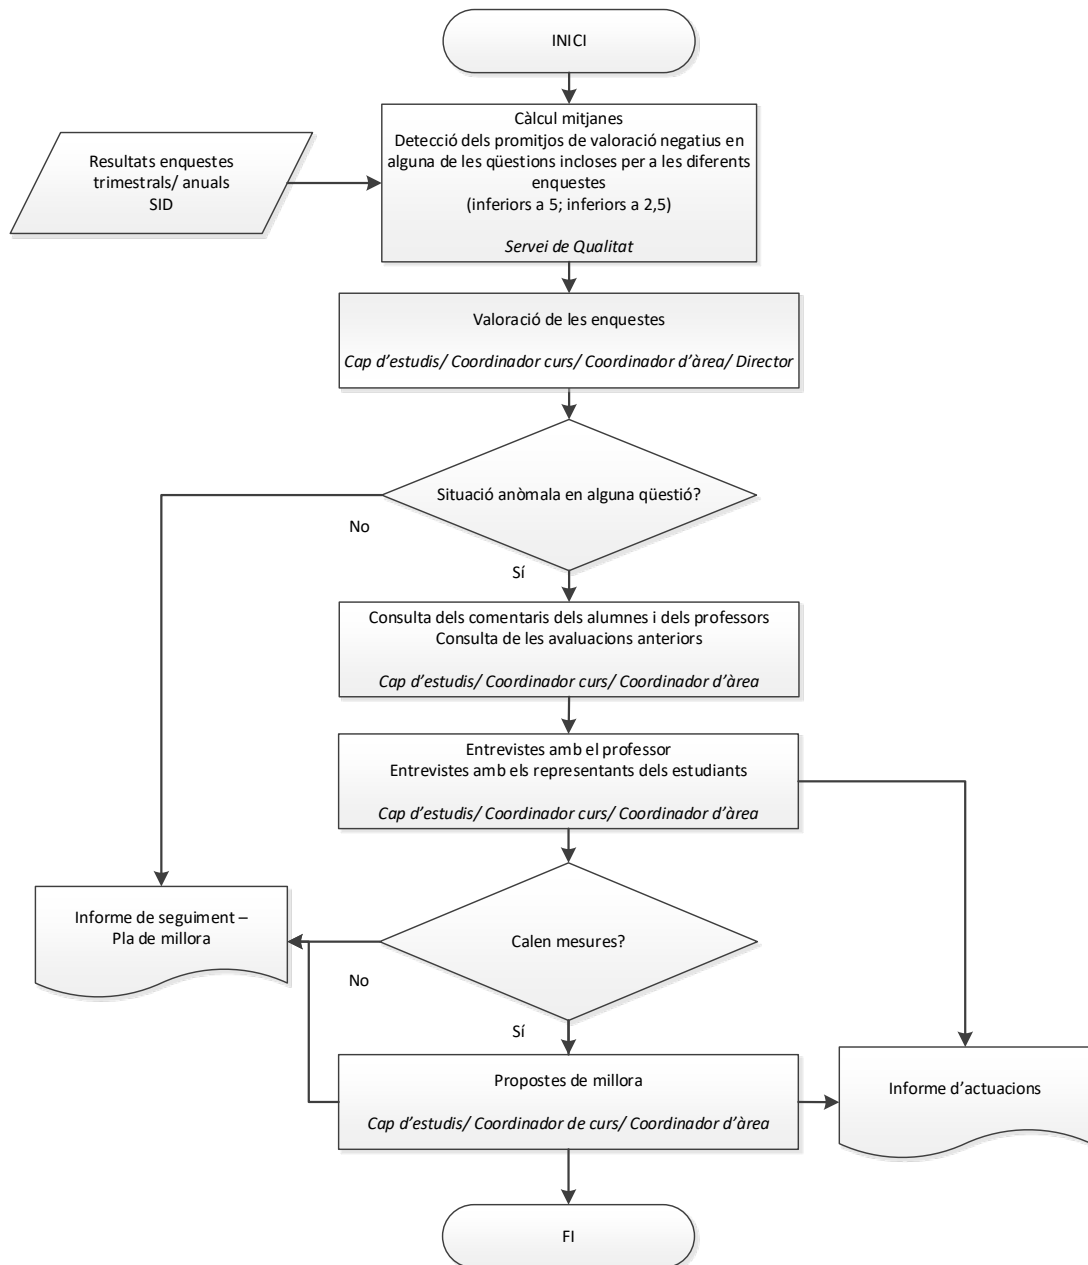 INICI
Càlcul mitjanes
Detecció dels promitjos de valoració negatius en
alguna de les qüestions incloses per a les diferents
enquestes
(inferiors a 5; inferiors a 2,5)
Servei de Qualitat
Resultats enquestes
trimestrals/ anuals
SID
Valoració de les enquestes
Cap d’estudis/ Coordinador curs/ Coordinador d’àrea/ Director
Situació anòmala en alguna qüestió?
No
Sí
Consulta dels comentaris dels alumnes i dels professors
Consulta de les avaluacions anteriors
Cap d’estudis/ Coordinador curs/ Coordinador d’àrea
Entrevistes amb el professor
Entrevistes amb els representants dels estudiants
Cap d’estudis/ Coordinador curs/ Coordinador d’àrea
Informe de seguiment –
Pla de millora
Calen mesures?
No
Sí
Propostes de millora
Cap d’estudis/ Coordinador de curs/ Coordinador d’àrea
Informe d’actuacions
FI